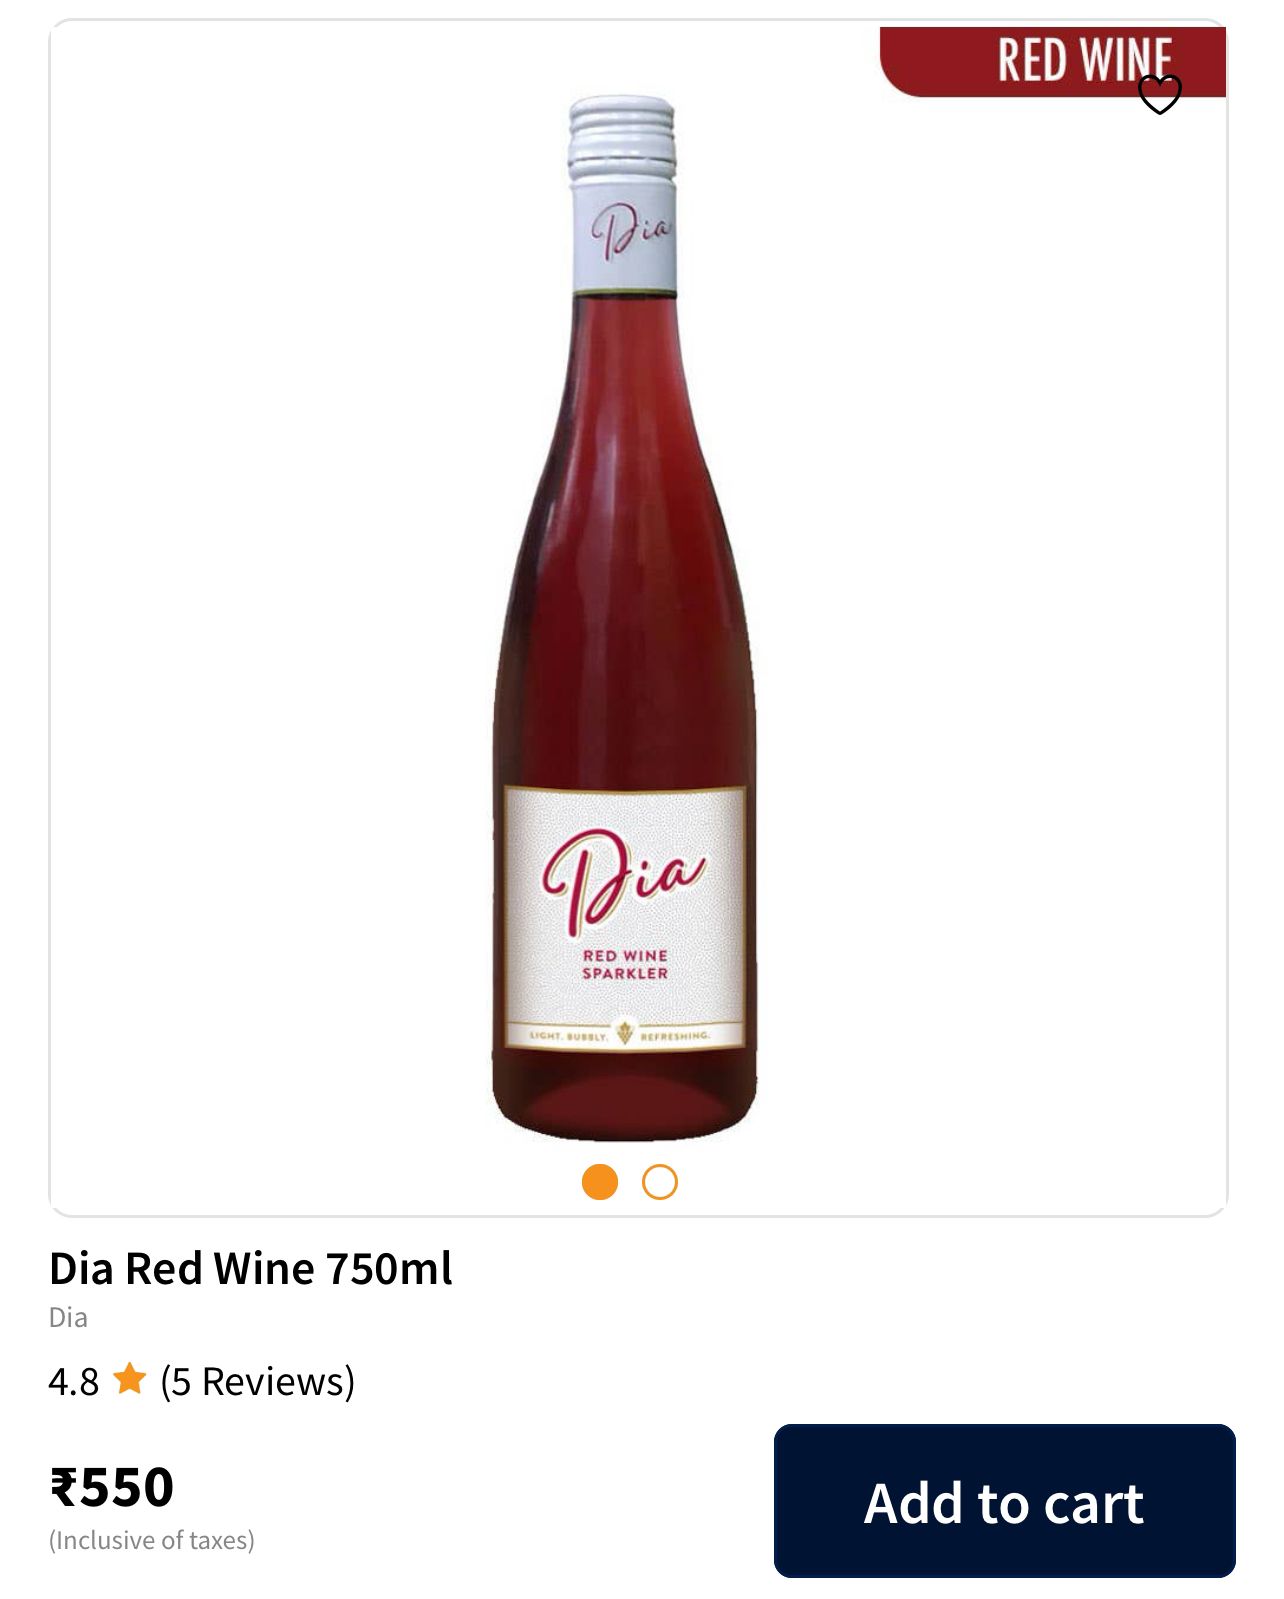 RED WINE
Dia
Dia
RED WINE
SPARKLER
LIGHT. BUBBLY. REFRESHING.
Dia Red Wine 750ml
Dia
4.8 (5 Reviews)
₹550
(Inclusive of taxes)
Add to cart